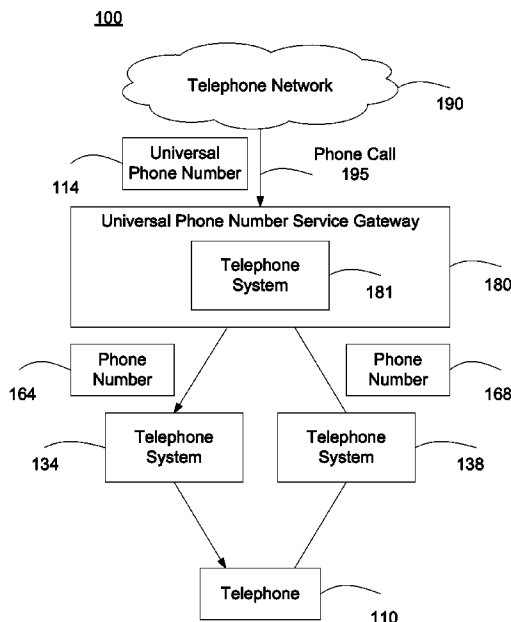 100
Telephone Network
190
Universal
Phone Number
114
Phone Call
195
Universal Phone Number Service Gateway
Telephone
System
181
180
Phone
Number
164
Phone
Number
168
Telephone
System
134
Telephone
System
138
Telephone
110